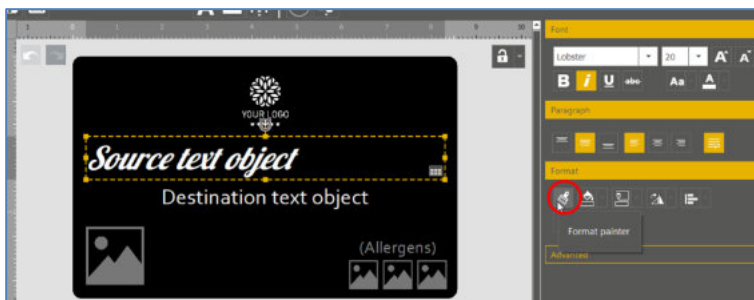 Font
Lobster
20
A A
B i U abc Aa A
Paragraph
YOUR LOGO
Source text object
Format
Destination text object
Format painter
(Allergens)
Advanced